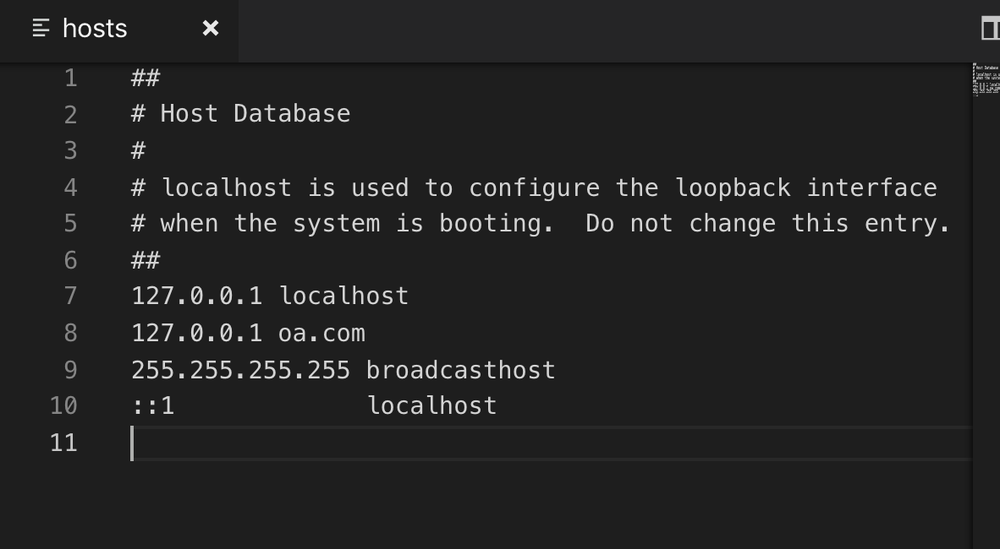 hosts
1 ##
2 # Host Database
3 #
4 # localhost is used to configure the loopback interface
5 # when the system is booting.  Do not change this entry.
6 ##
7 127.0.0.1 localhost
8 127.0.0.1 oa.com
9 255.255.255.255 broadcasthost
10 ::1             localhost
11